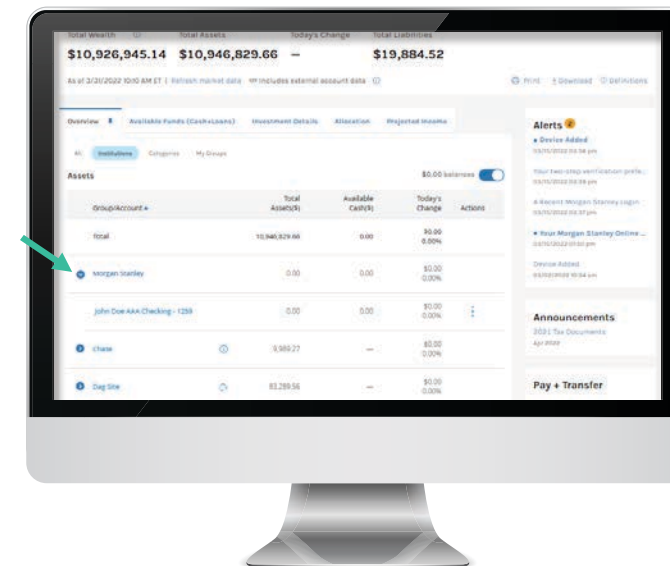 Total Wealth Total Assets Today's Change Total Liabilities
$10,926,945.14 $10,946,829.66 – $19,884.52
As of 3/31/2022 10:10 AM ET | Refresh market data Includes external account data
Print Download Definitions
Overview Available Funds (Cash+Loans) Investment Details Allocation Projected Income
All Institutions Categories My Groups
Assets
$0.00 balances
Group/Account Total Assets($) Available Cash($) Today's Change Actions
Total 10,946,829.66 0.00 $0.00 0.00%
Morgan Stanley 0.00 0.00 $0.00 0.00%
John Doe AAA Checking - 1259 0.00 0.00 $0.00 0.00%
Chase 9,989.27 — $0.00 0.00%
Dag Site 83,289.56 — $0.00 0.00%
Alerts 2
Device Added
Your two-step verification prefe...
A Recent Morgan Stanley Login
Your Morgan Stanley Online ...
Device Added
Announcements
2021 Tax Documents
Apr 2022
Pay + Transfer